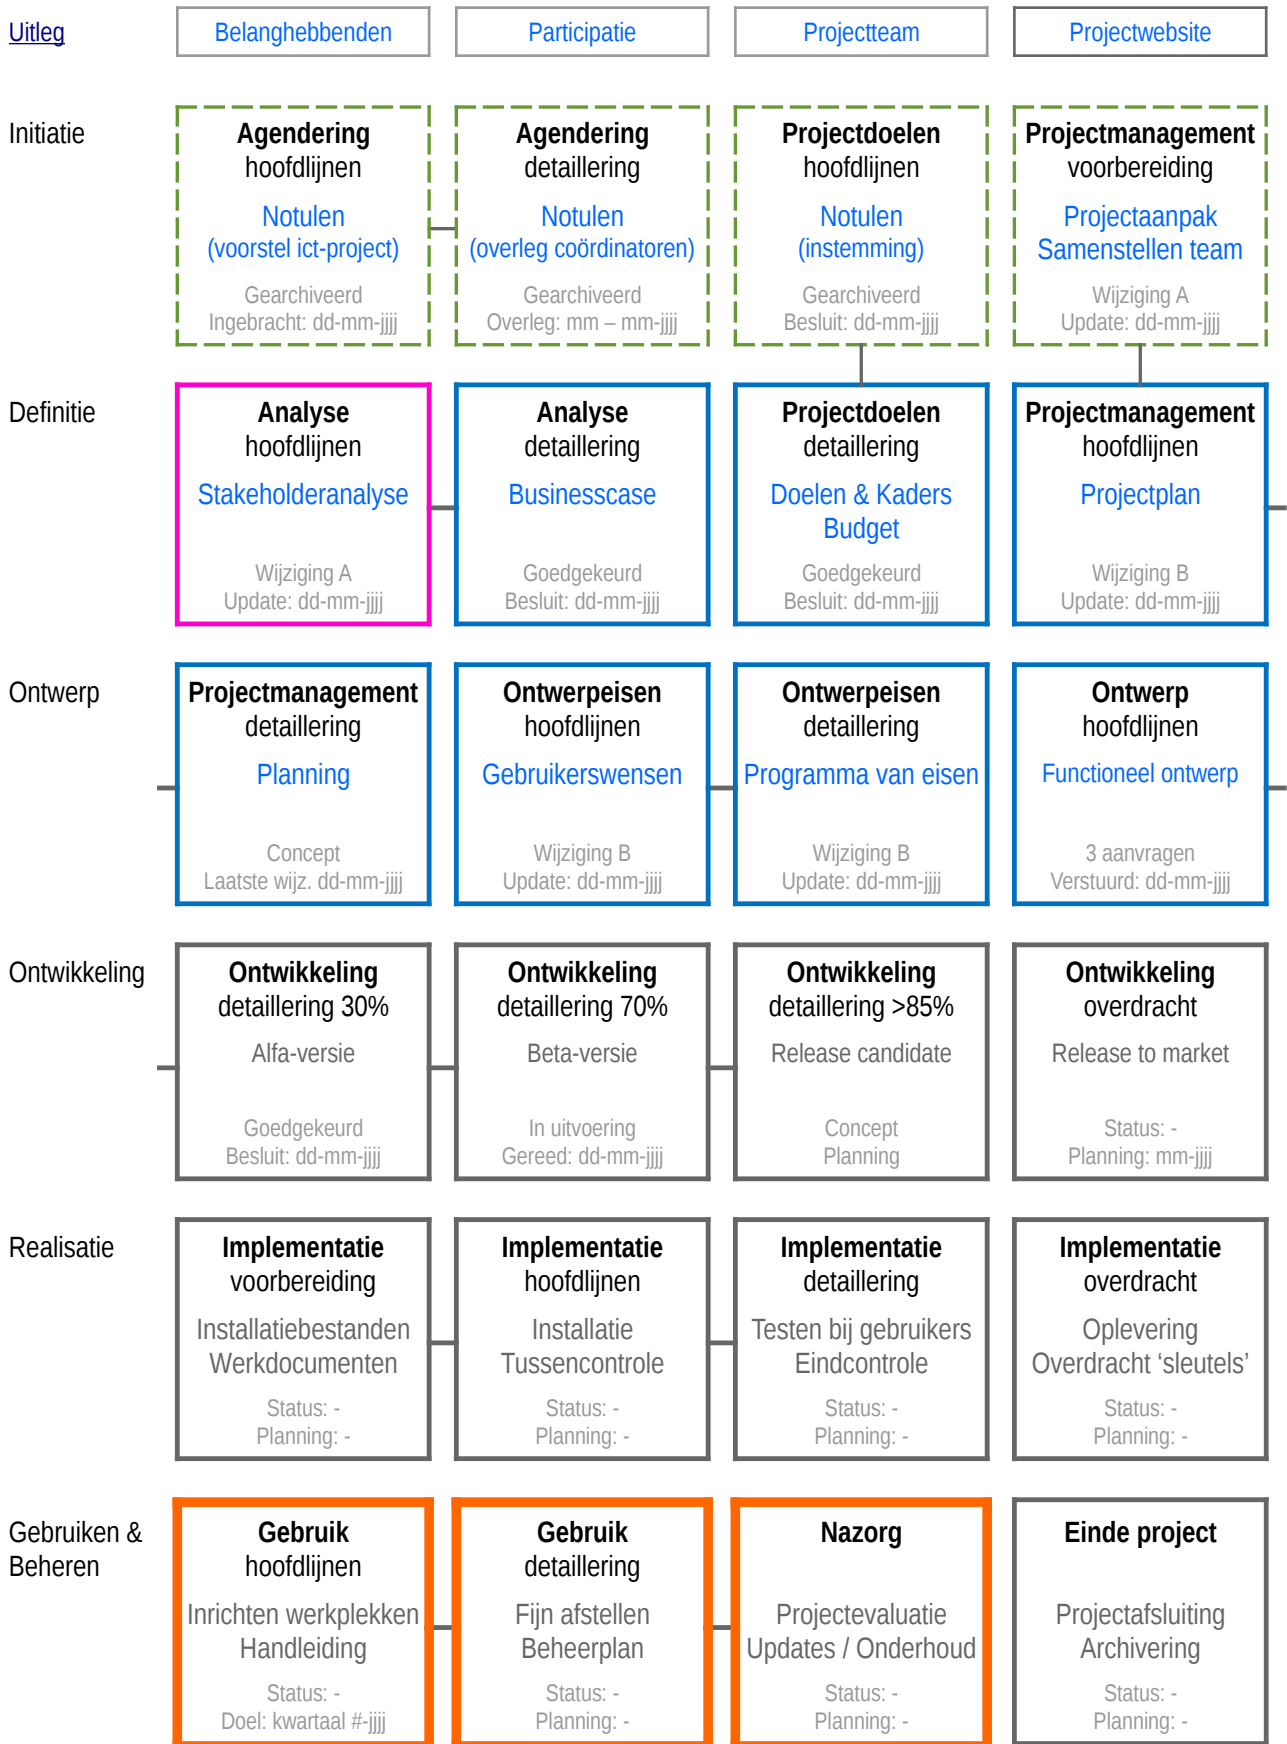 Uitleg
Belanghebbenden
Participatie
Projectteam
Projectwebsite
Initiatie
Agendering
hoofdlijnen
Notulen
(voorstel ict-project)
Gearchiveerd
Ingebracht: dd-mm-jjjj
Agendering
detaillering
Notulen
(overleg coördinatoren)
Gearchiveerd
Overleg: mm – mm-jjjj
Projectdoelen
hoofdlijnen
Notulen
(instemming)
Gearchiveerd
Besluit: dd-mm-jjjj
Projectmanagement
voorbereiding
Projectaanpak
Samenstellen team
Wijziging A
Update: dd-mm-jjjj
Definitie
Analyse
hoofdlijnen
Stakeholderanalyse
Wijziging A
Update: dd-mm-jjjj
Analyse
detaillering
Businesscase
Goedgekeurd
Besluit: dd-mm-jjjj
Projectdoelen
detaillering
Doelen & Kaders
Budget
Goedgekeurd
Besluit: dd-mm-jjjj
Projectmanagement
hoofdlijnen
Projectplan
Wijziging B
Update: dd-mm-jjjj
Ontwerp
Projectmanagement
detaillering
Planning
Concept
Laatste wijz. dd-mm-jjjj
Ontwerpeisen
hoofdlijnen
Gebruikerswensen
Wijziging B
Update: dd-mm-jjjj
Ontwerpeisen
detaillering
Programma van eisen
Wijziging B
Update: dd-mm-jjjj
Ontwerp
hoofdlijnen
Functioneel ontwerp
3 aanvragen
Verstuurd: dd-mm-jjjj
Ontwikkeling
Ontwikkeling
detaillering 30%
Alfa-versie
Goedgekeurd
Besluit: dd-mm-jjjj
Ontwikkeling
detaillering 70%
Beta-versie
In uitvoering
Gereed: dd-mm-jjjj
Ontwikkeling
detaillering >85%
Release candidate
Concept
Planning
Ontwikkeling
overdracht
Release to market
Status: -
Planning: mm-jjjj
Realisatie
Implementatie
voorbereiding
Installatiebestanden
Werkdocumenten
Status: -
Planning: -
Implementatie
hoofdlijnen
Installatie
Tussencontrole
Status: -
Planning: -
Implementatie
detaillering
Testen bij gebruikers
Eindcontrole
Status: -
Planning: -
Implementatie
overdracht
Oplevering
Overdracht ‘sleutels’
Status: -
Planning: -
Gebruiken &
Beheren
Gebruik
hoofdlijnen
Inrichten werkplekken
Handleiding
Status: -
Doel: kwartaal #-jjjj
Gebruik
detaillering
Fijn afstellen
Beheerplan
Status: -
Planning: -
Nazorg
Projectevaluatie
Updates / Onderhoud
Status: -
Planning: -
Einde project
Projectafsluiting
Archivering
Status: -
Planning: -